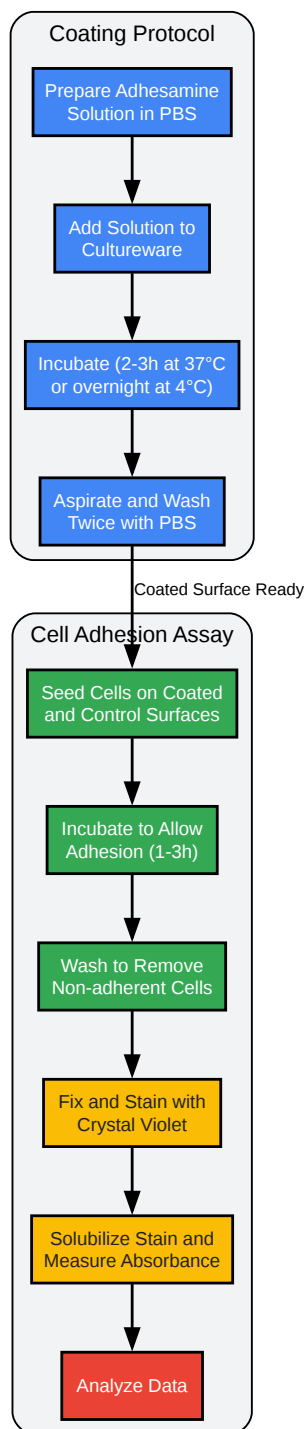 Coating Protocol
Prepare Adhesamine
Solution in PBS
Add Solution to
Cultureware
Incubate (2-3h at 37°C
or overnight at 4°C)
Aspirate and Wash
Twice with PBS
Coated Surface Ready
Cell Adhesion Assay
Seed Cells on Coated
and Control Surfaces
Incubate to Allow
Adhesion (1-3h)
Wash to Remove
Non-adherent Cells
Fix and Stain with
Crystal Violet
Solubilize Stain and
Measure Absorbance
Analyze Data